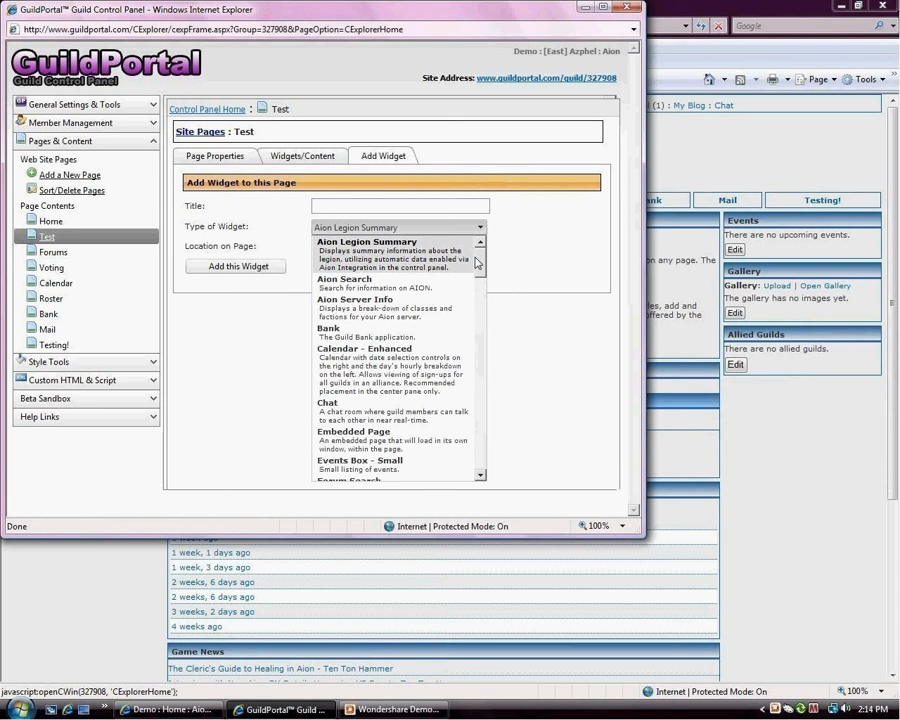 GuildPortal™ Guild Control Panel - Windows Internet Explorer
http://www.guildportal.com/CExplorer/cexpFrame.aspx?Group=327908&PageOption=CExplorerHome
Google
GuildPortal
Guild Control Panel
Demo : [East] Azphel : Aion
Site Address: www.guildportal.com/guild/327908
Page
Tools
General Settings & Tools
Member Management
Pages & Content
Web Site Pages
Add a New Page
Sort/Delete Pages
Page Contents
Home
Test
Forums
Voting
Calendar
Roster
Bank
Mail
Testing!
Style Tools
Custom HTML & Script
Beta Sandbox
Help Links
Control Panel Home : Test
Site Pages : Test
Page Properties
Widgets/Content
Add Widget
Add Widget to this Page
Title:
Type of Widget:
Aion Legion Summary
Location on Page:
Add this Widget
Aion Legion Summary
Displays summary information about the
legion, utilizing automatic data enabled via
Aion Integration in the control panel.
Aion Search
Search for information on AION.
Aion Server Info
Displays a break-down of classes and
factions for your Aion server.
Bank
The Guild Bank application.
Calendar - Enhanced
Calendar with date selection controls on
the right and the day's hourly breakdown
on the left. Allows viewing of sign-ups for
all guilds in an alliance. Recommended
placement in the center pane only.
Chat
A chat room where guild members can talk
to each other in near real-time.
Embedded Page
An embedded page that will load in its own
window, within the page.
Events Box - Small
Small listing of events.
Forum Search
Done
Internet | Protected Mode: On
100%
(1) : My Blog : Chat
ank
Mail
Testing!
on any page. The
les, add and
offered by the
Events
There are no upcoming events.
Edit
Gallery
Gallery: Upload | Open Gallery
The gallery has no images yet.
Edit
Allied Guilds
There are no allied guilds.
Edit
1 week, 1 days ago
1 week, 3 days ago
2 weeks, 6 days ago
2 weeks, 6 days ago
3 weeks, 2 days ago
4 weeks ago
Game News
The Cleric's Guide to Healing in Aion - Ten Ton Hammer
javascript:openCWin(327908, 'CExplorerHome');
Internet | Protected Mode: On
100%
Demo : Home : Aio...
GuildPortal™ Guild ...
Wondershare Demo...
2:14 PM